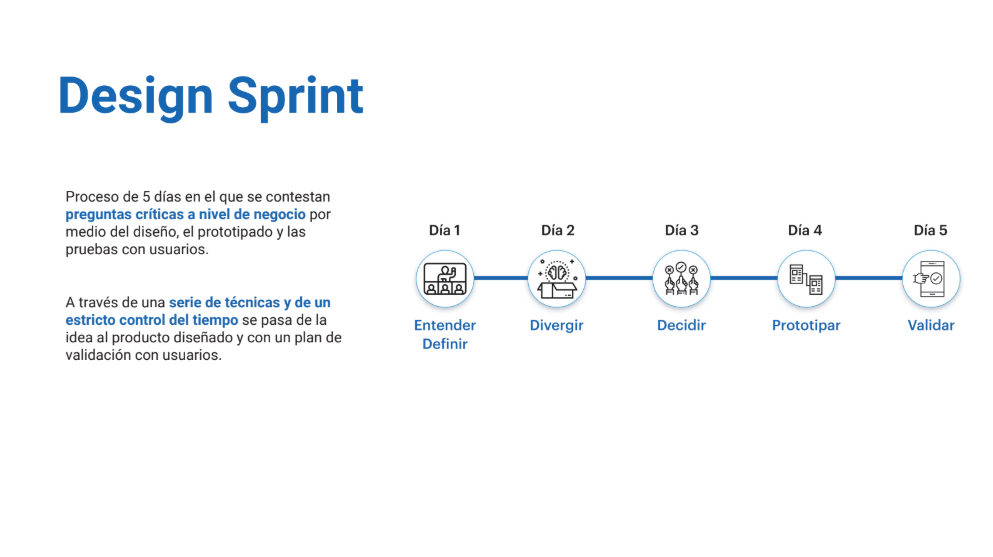 Design Sprint
Proceso de 5 días en el que se contestan
preguntas críticas a nivel de negocio por
medio del diseño, el prototipado y las
pruebas con usuarios.
A través de una serie de técnicas y de un
estricto control del tiempo se pasa de la
idea al producto diseñado y con un plan de
validación con usuarios.
Día 1
Entender
Definir
Día 2
Divergir
Día 3
Decidir
Día 4
Prototipar
Día 5
Validar